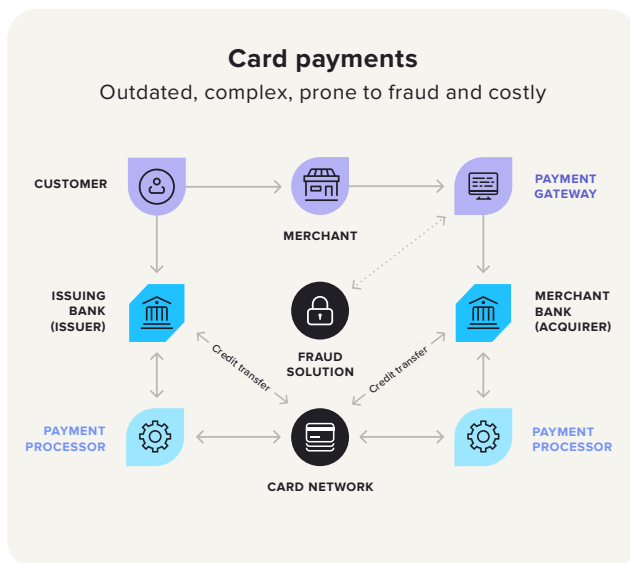 Card payments
Outdated, complex, prone to fraud and costly
CUSTOMER
MERCHANT
PAYMENT
GATEWAY
ISSUING
BANK
(ISSUER)
FRAUD
SOLUTION
MERCHANT
BANK
(ACQUIRER)
Credit transfer
Credit transfer
PAYMENT
PROCESSOR
CARD NETWORK
PAYMENT
PROCESSOR